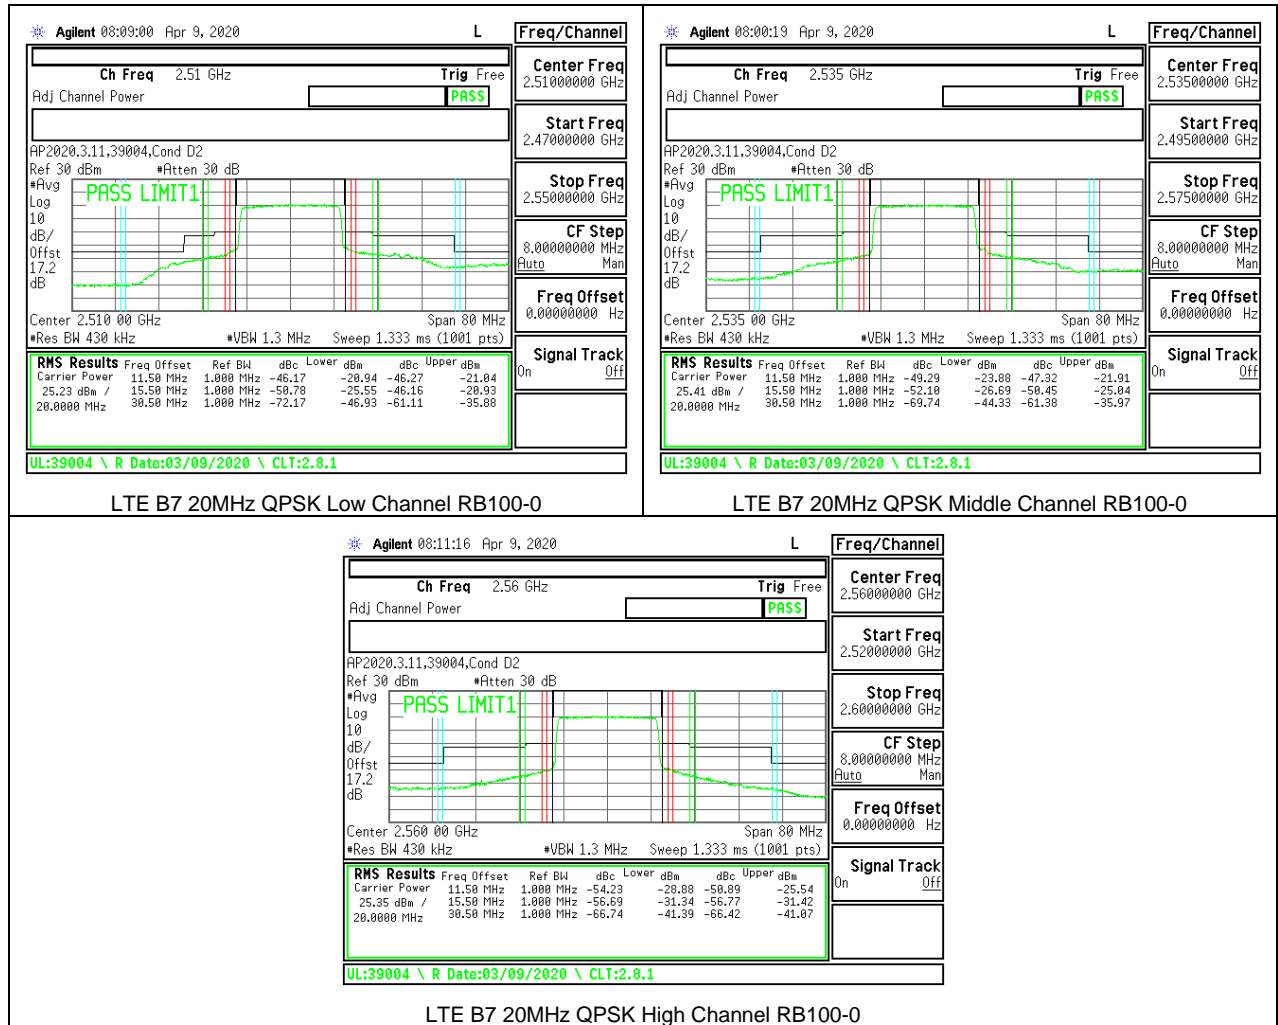 Agilent 08:09:00 Apr 9, 2020 L Freq/Channel
Ch Freq 2.51 GHz Trig Free
Adj Channel Power PASS
Center Freq
2.51000000 GHz
Start Freq
2.47000000 GHz
Stop Freq
2.55000000 GHz
CF Step
8.00000000 MHz
Auto Man
Freq Offset
0.00000000 Hz
Signal Track
On Off
AP2020.3.11,39004,Cond D2
Ref 30 dBm #Atten 30 dB
#Avg
Log
10
dB/
Offst
17.2
dB
PASS LIMIT1
Center 2.510 00 GHz Span 80 MHz
#Res BW 430 kHz #VBW 1.3 MHz Sweep 1.333 ms (1001 pts)
RMS Results Freq Offset Ref BW dBc Lower dBm dBc Upper dBm
Carrier Power 11.50 MHz 1.000 MHz -46.17 -20.94 -46.27 -21.04
25.23 dBm / 15.50 MHz 1.000 MHz -50.78 -25.55 -46.16 -20.93
20.0000 MHz 30.50 MHz 1.000 MHz -72.17 -46.93 -61.11 -35.88
UL:39004 \ R Date:03/09/2020 \ CLT:2.8.1
LTE B7 20MHz QPSK Low Channel RB100-0
Agilent 08:00:19 Apr 9, 2020 L Freq/Channel
Ch Freq 2.535 GHz Trig Free
Adj Channel Power PASS
Center Freq
2.53500000 GHz
Start Freq
2.49500000 GHz
Stop Freq
2.57500000 GHz
CF Step
8.00000000 MHz
Auto Man
Freq Offset
0.00000000 Hz
Signal Track
On Off
AP2020.3.11,39004,Cond D2
Ref 30 dBm #Atten 30 dB
#Avg
Log
10
dB/
Offst
17.2
dB
PASS LIMIT1
Center 2.535 00 GHz Span 80 MHz
#Res BW 430 kHz #VBW 1.3 MHz Sweep 1.333 ms (1001 pts)
RMS Results Freq Offset Ref BW dBc Lower dBm dBc Upper dBm
Carrier Power 11.50 MHz 1.000 MHz -49.29 -23.88 -47.32 -21.91
25.41 dBm / 15.50 MHz 1.000 MHz -52.10 -26.69 -50.45 -25.04
20.0000 MHz 30.50 MHz 1.000 MHz -69.74 -44.33 -61.38 -35.97
UL:39004 \ R Date:03/09/2020 \ CLT:2.8.1
LTE B7 20MHz QPSK Middle Channel RB100-0
Agilent 08:11:16 Apr 9, 2020 L Freq/Channel
Ch Freq 2.56 GHz Trig Free
Adj Channel Power PASS
Center Freq
2.56000000 GHz
Start Freq
2.52000000 GHz
Stop Freq
2.60000000 GHz
CF Step
8.00000000 MHz
Auto Man
Freq Offset
0.00000000 Hz
Signal Track
On Off
AP2020.3.11,39004,Cond D2
Ref 30 dBm #Atten 30 dB
#Avg
Log
10
dB/
Offst
17.2
dB
PASS LIMIT1
Center 2.560 00 GHz Span 80 MHz
#Res BW 430 kHz #VBW 1.3 MHz Sweep 1.333 ms (1001 pts)
RMS Results Freq Offset Ref BW dBc Lower dBm dBc Upper dBm
Carrier Power 11.50 MHz 1.000 MHz -54.23 -28.88 -50.89 -25.54
25.35 dBm / 15.50 MHz 1.000 MHz -56.69 -31.34 -56.77 -31.42
20.0000 MHz 30.50 MHz 1.000 MHz -66.74 -41.39 -66.42 -41.07
UL:39004 \ R Date:03/09/2020 \ CLT:2.8.1
LTE B7 20MHz QPSK High Channel RB100-0